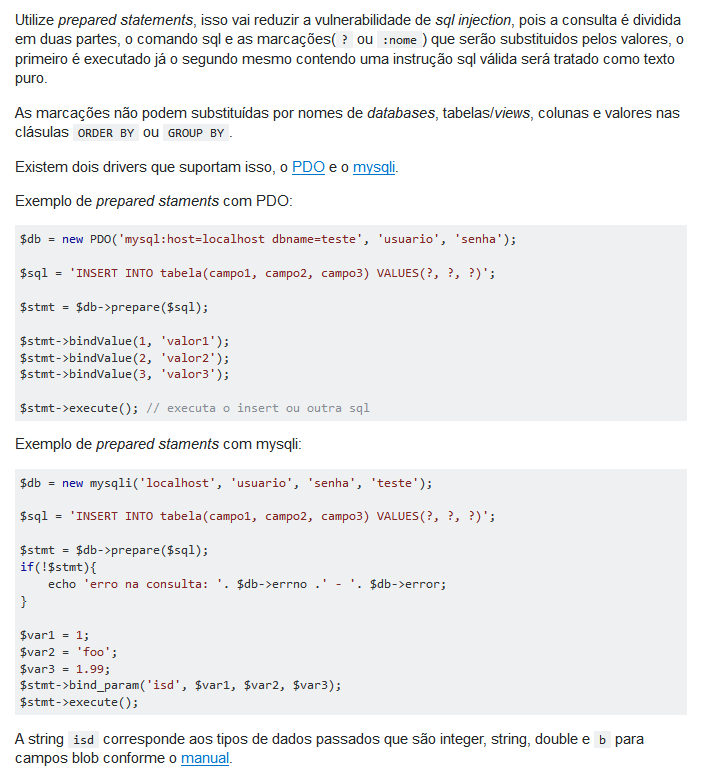 Utilize prepared statements, isso vai reduzir a vulnerabilidade de sql injection, pois a consulta é dividida
em duas partes, o comando sql e as marcações( ? ou :nome ) que serão substituidos pelos valores, o
primeiro é executado já o segundo mesmo contendo uma instrução sql válida será tratado como texto
puro.
As marcações não podem substituídas por nomes de databases, tabelas/views, colunas e valores nas
clásulas ORDER BY ou GROUP BY.
Existem dois drivers que suportam isso, o PDO e o mysqli.
Exemplo de prepared staments com PDO:
$db = new PDO('mysql:host=localhost dbname=teste', 'usuario', 'senha');
$sql = 'INSERT INTO tabela(campo1, campo2, campo3) VALUES(?, ?, ?)';
$stmt = $db->prepare($sql);
$stmt->bindValue(1, 'valor1');
$stmt->bindValue(2, 'valor2');
$stmt->bindValue(3, 'valor3');
$stmt->execute(); // executa o insert ou outra sql
Exemplo de prepared staments com mysqli:
$db = new mysqli('localhost', 'usuario', 'senha', 'teste');
$sql = 'INSERT INTO tabela(campo1, campo2, campo3) VALUES(?, ?, ?)';
$stmt = $db->prepare($sql);
if(!$stmt){
    echo 'erro na consulta: '. $db->errno .' - '. $db->error;
}
$var1 = 1;
$var2 = 'foo';
$var3 = 1.99;
$stmt->bind_param('isd', $var1, $var2, $var3);
$stmt->execute();
A string isd corresponde aos tipos de dados passados que são integer, string, double e b para
campos blob conforme o manual.